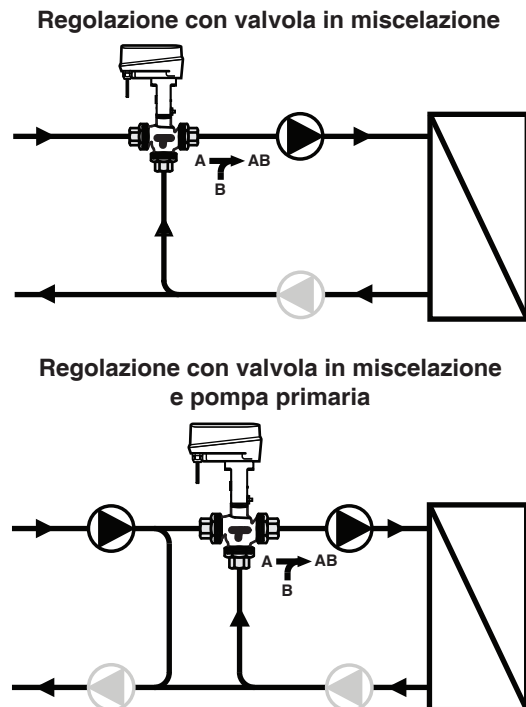 Regolazione con valvola in miscelazione
A AB
B
Regolazione con valvola in miscelazione
e pompa primaria
A AB
B